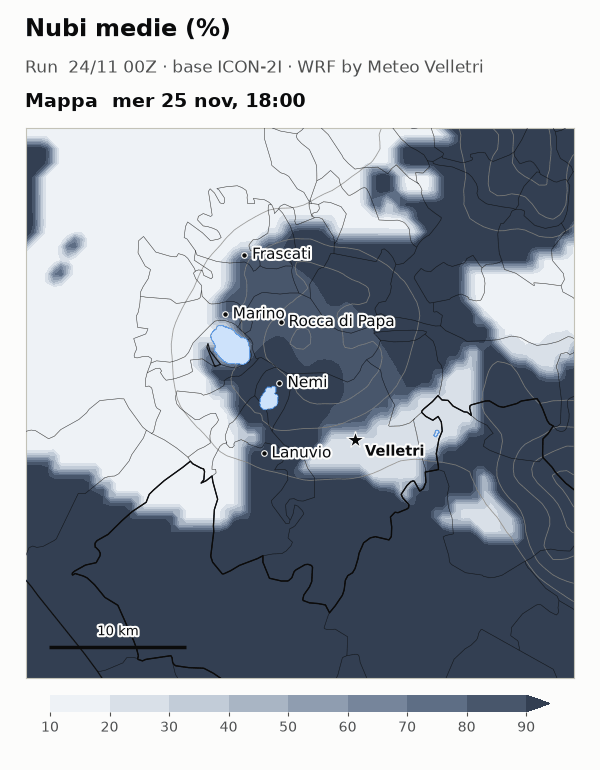 Nubi medie (%)
Run  24/11 00Z · base ICON-2I · WRF by Meteo Velletri
Mappa  mer 25 nov, 18:00
Frascati
Marino
Rocca di Papa
Nemi
Velletri
Lanuvio
10 km
10 20 30 40 50 60 70 80 90